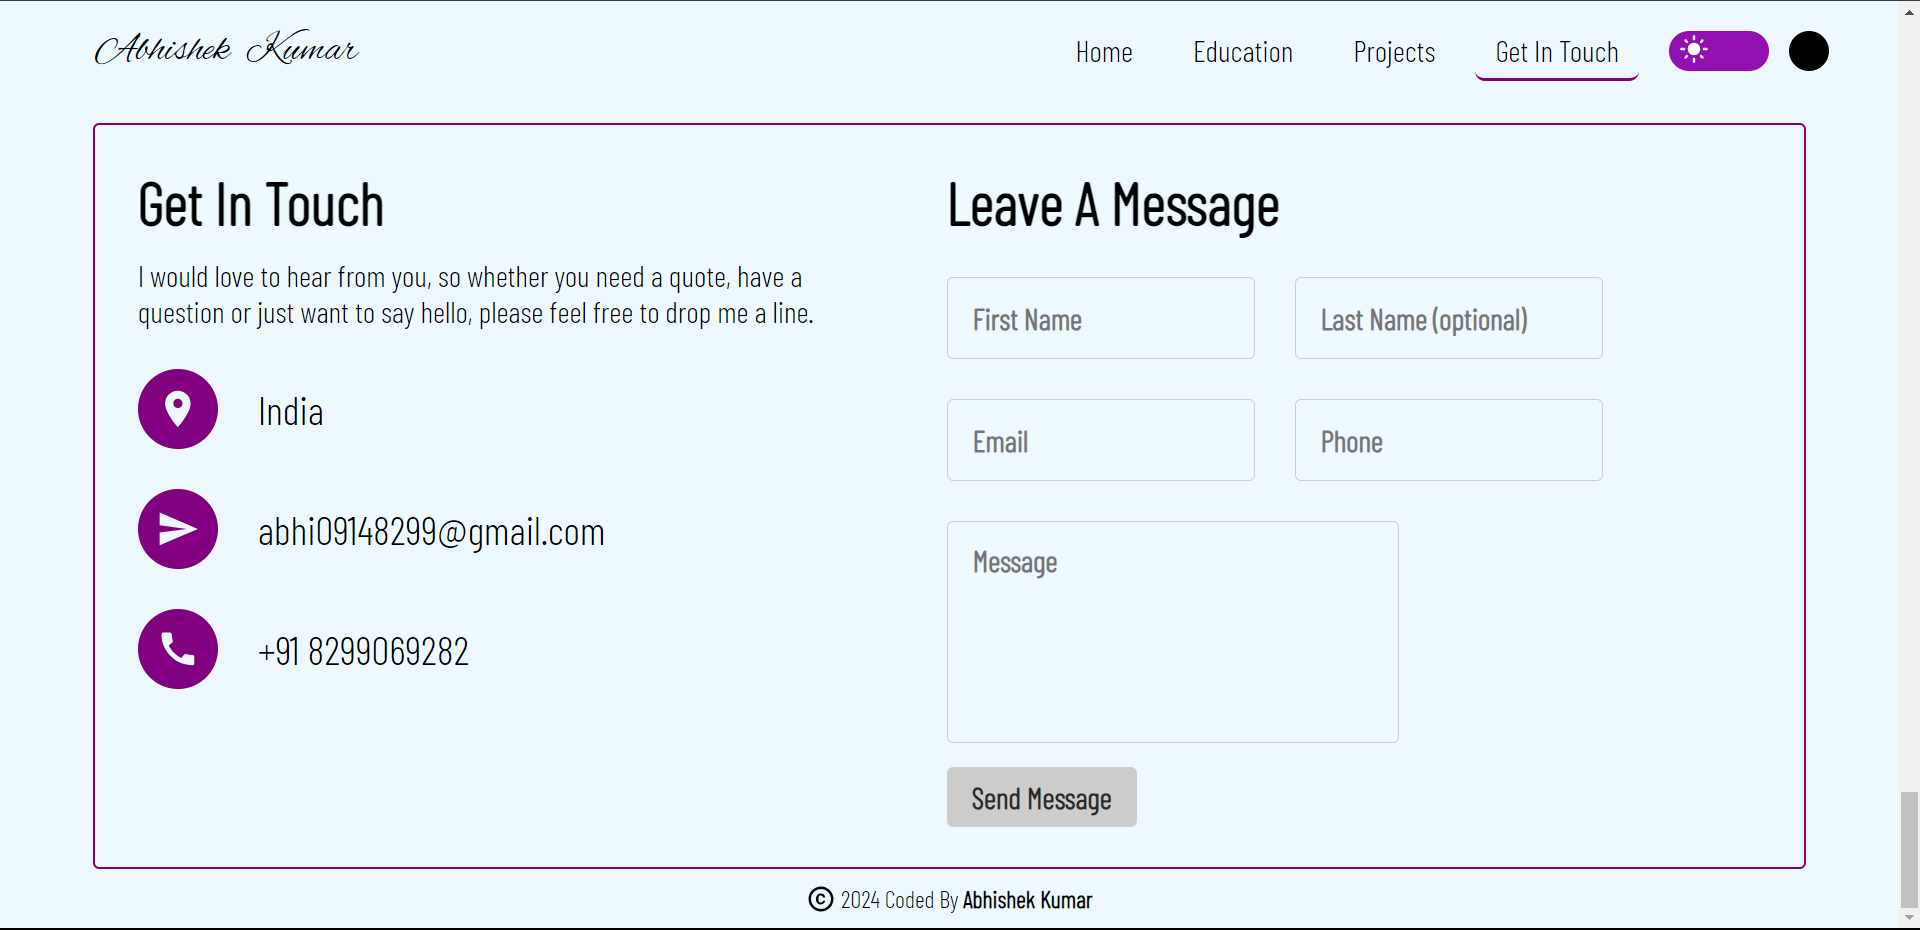 Abhishek Kumar
Home
Education
Projects
Get In Touch
Get In Touch
I would love to hear from you, so whether you need a quote, have a
question or just want to say hello, please feel free to drop me a line.
India
abhi09148299@gmail.com
+91 8299069282
Leave A Message
First Name
Last Name (optional)
Email
Phone
Message
Send Message
© 2024 Coded By Abhishek Kumar